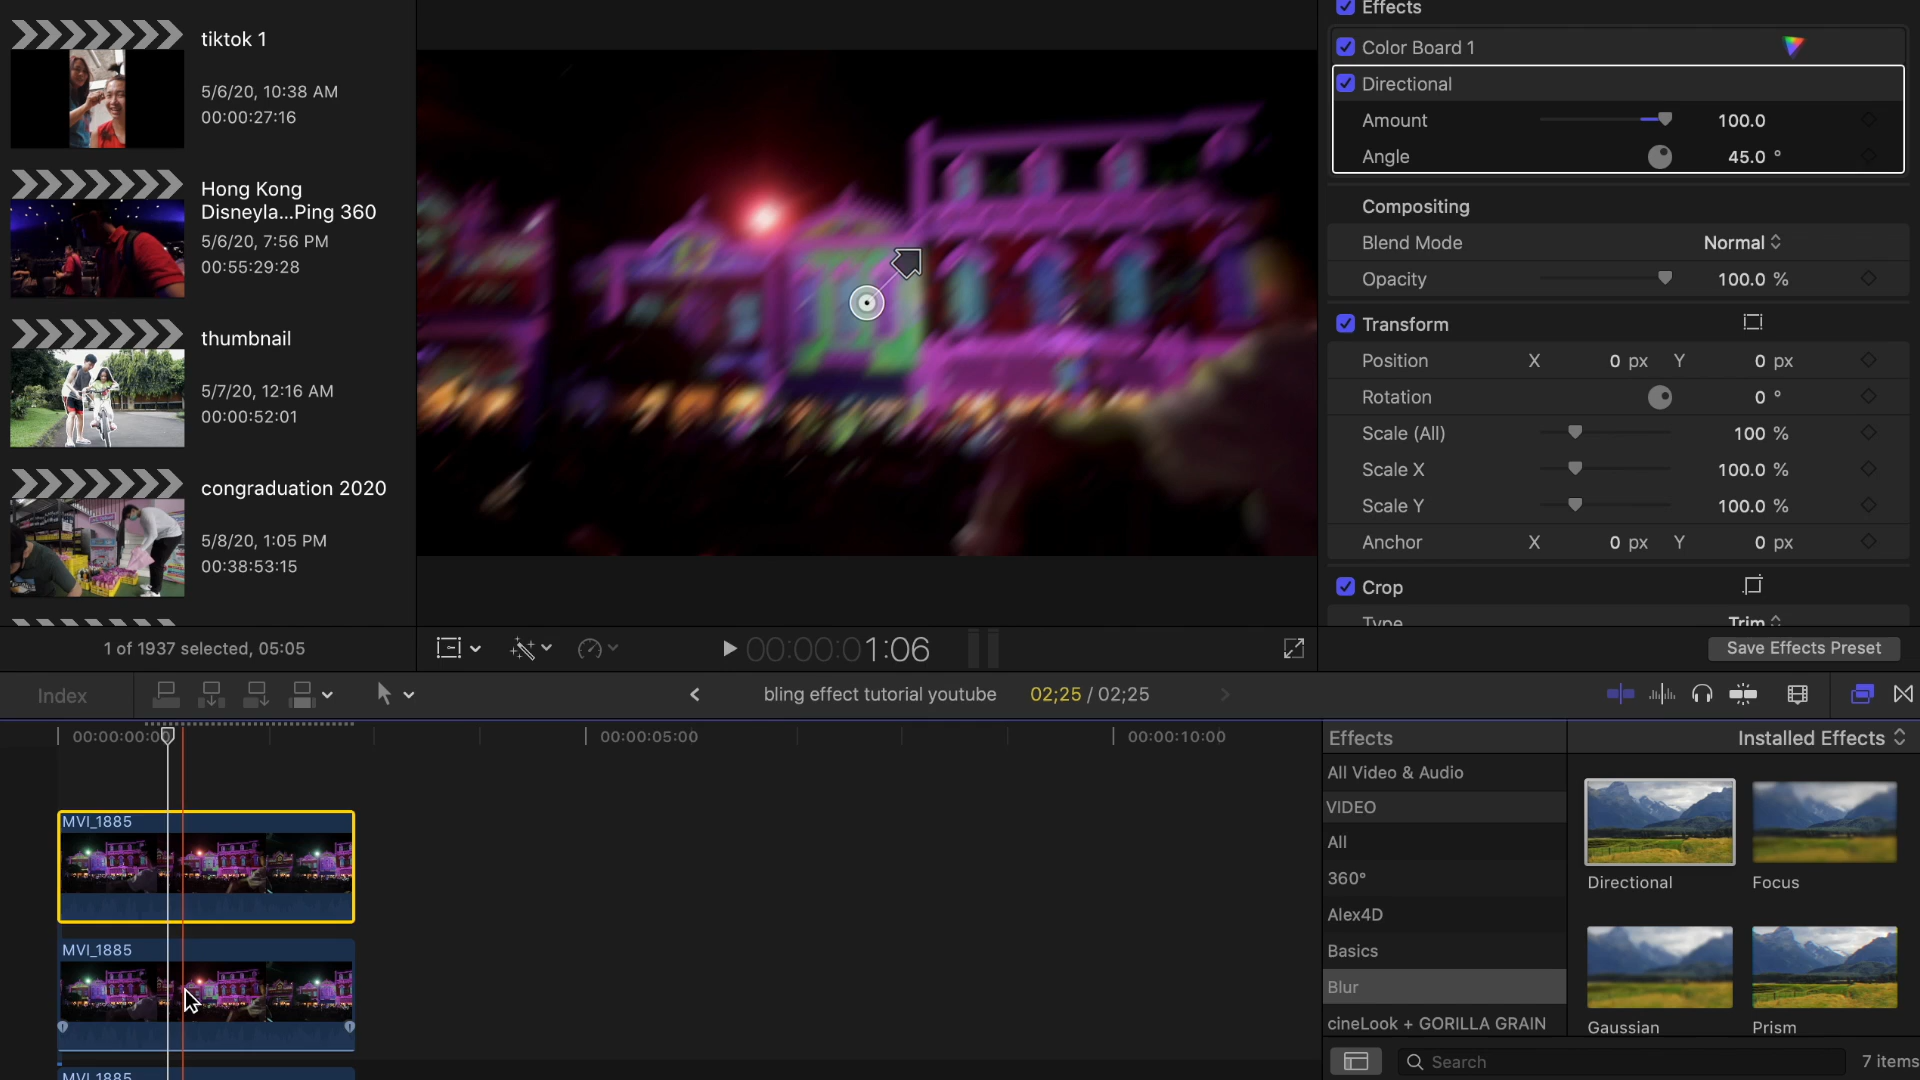 tiktok 1
5/6/20, 10:38 AM
00:00:27:16
Hong Kong
Disneyla...Ping 360
5/6/20, 7:56 PM
00:55:29:28
thumbnail
5/7/20, 12:16 AM
00:00:52:01
congraduation 2020
5/8/20, 1:05 PM
00:38:53:15
1 of 1937 selected, 05:05
00:00:01:06
Effects
Color Board 1
Directional
Amount 100.0
Angle 45.0 °
Compositing
Blend Mode Normal
Opacity 100.0 %
Transform
Position X 0 px Y 0 px
Rotation 0 °
Scale (All) 100 %
Scale X 100.0 %
Scale Y 100.0 %
Anchor X 0 px Y 0 px
Crop
Type Trim
Save Effects Preset
Index
bling effect tutorial youtube 02;25 / 02;25
00:00:00:0 00:00:05:00 00:00:10:00
MVI_1885
MVI_1885
MVI_1885
Effects
Installed Effects
All Video & Audio
VIDEO
All
360°
Alex4D
Basics
Blur
cineLook + GORILLA GRAIN
Directional
Focus
Gaussian
Prism
Search
7 items